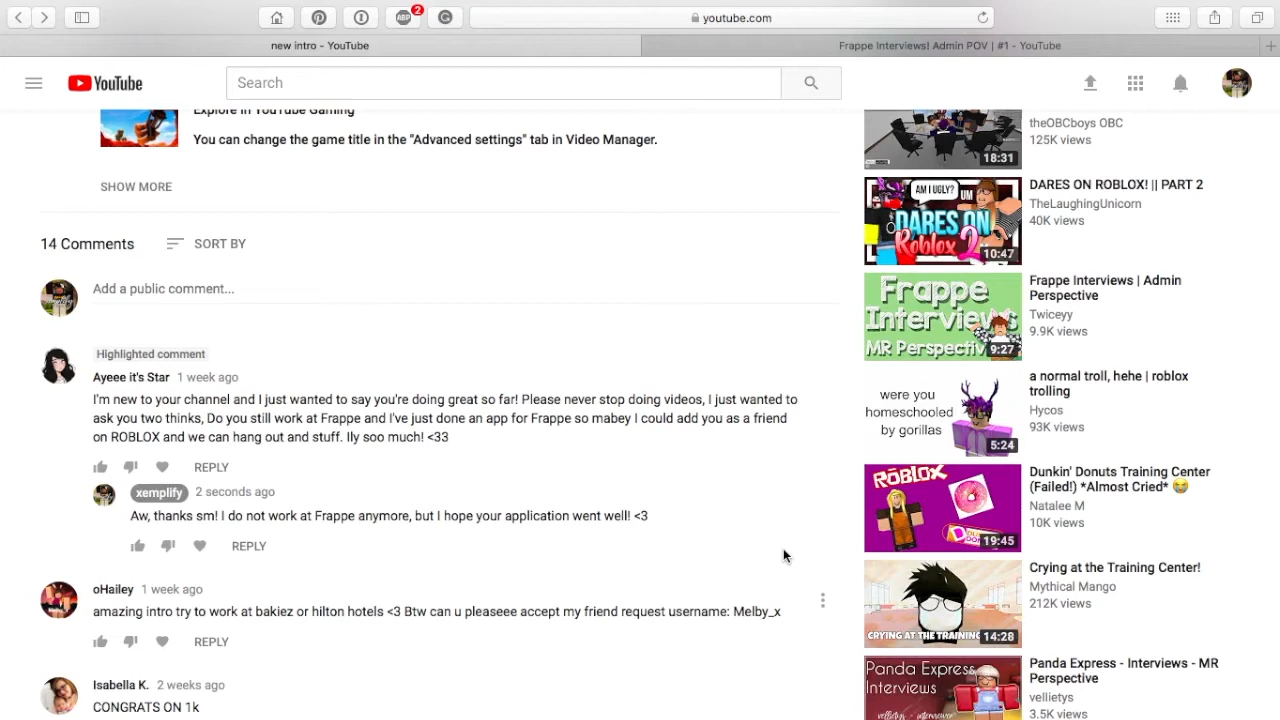 ABP
2
youtube.com
new intro - YouTube
Frappe Interviews! Admin POV | #1 - YouTube
YouTube
Search
Explore in YouTube Gaming
You can change the game title in the "Advanced settings" tab in Video Manager.
SHOW MORE
14 Comments
SORT BY
Add a public comment...
Highlighted comment
Ayeee it's Star 1 week ago
I'm new to your channel and I just wanted to say you're doing great so far! Please never stop doing videos, I just wanted to
ask you two thinks, Do you still work at Frappe and I've just done an app for Frappe so mabey I could add you as a friend
on ROBLOX and we can hang out and stuff. Ily soo much! <33
REPLY
xemplify 2 seconds ago
Aw, thanks sm! I do not work at Frappe anymore, but I hope your application went well! <3
REPLY
oHailey 1 week ago
amazing intro try to work at bakiez or hilton hotels <3 Btw can u pleaseee accept my friend request username: Melby_x
REPLY
Isabella K. 2 weeks ago
CONGRATS ON 1k
18:31
theOBCboys OBC
125K views
AM I UGLY?
UM
DARES ON
Roblox 2
10:47
DARES ON ROBLOX! || PART 2
TheLaughingUnicorn
40K views
Frappe
Interviews
MR Perspectiv
9:27
Frappe Interviews | Admin
Perspective
Twiceyy
9.9K views
were you
homeschooled
by gorillas
5:24
a normal troll, hehe | roblox
trolling
Hycos
93K views
ROBLOX
19:45
Dunkin' Donuts Training Center
(Failed!) *Almost Cried* 😭
Natalee M
10K views
CRYING AT THE TRAINING
14:28
Crying at the Training Center!
Mythical Mango
212K views
Panda Express
Interviews
vellietys - interviewer
Panda Express - Interviews - MR
Perspective
vellietys
3.5K views